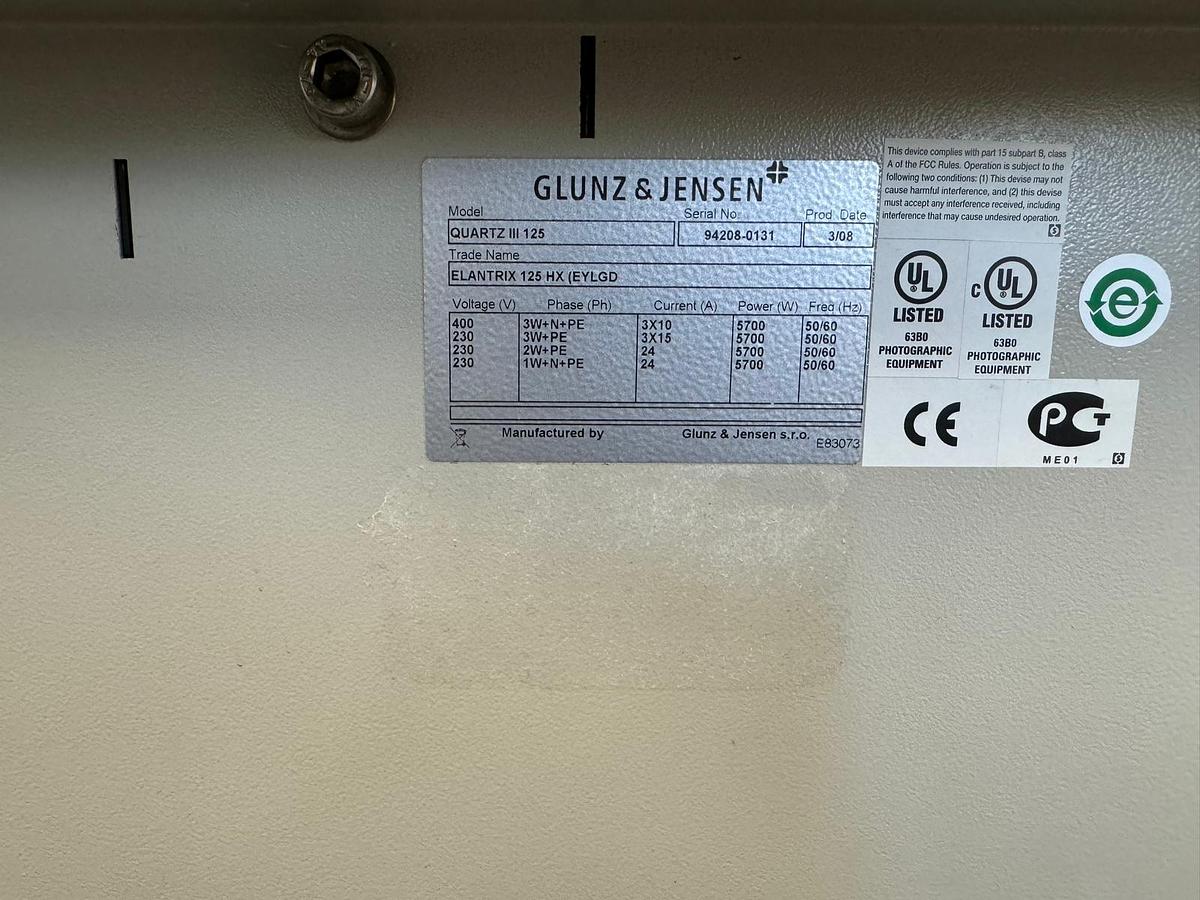 GLUNZ & JENSEN
Model Serial No. Prod. Date
QUARTZ III 125 94208-0131 3/08
Trade Name
ELANTRIX 125 HX (EYLGD
Voltage (V) Phase (Ph) Current (A) Power (W) Freq (Hz)
400 3W+N+PE 3X10 5700 50/60
230 3W+PE 3X15 5700 50/60
230 2W+PE 24 5700 50/60
230 1W+N+PE 24 5700 50/60
Manufactured by Glunz & Jensen s.r.o. E83073
This device complies with part 15 subpart B, class
A of the FCC Rules. Operation is subject to the
following two conditions: (1) This devise may not
cause harmful interference, and (2) this devise
must accept any interference received, including
interference that may cause undesired operation.
UL
LISTED
63B0
PHOTOGRAPHIC
EQUIPMENT
C UL
LISTED
63B0
PHOTOGRAPHIC
EQUIPMENT
e
CE
РСТ
ME01